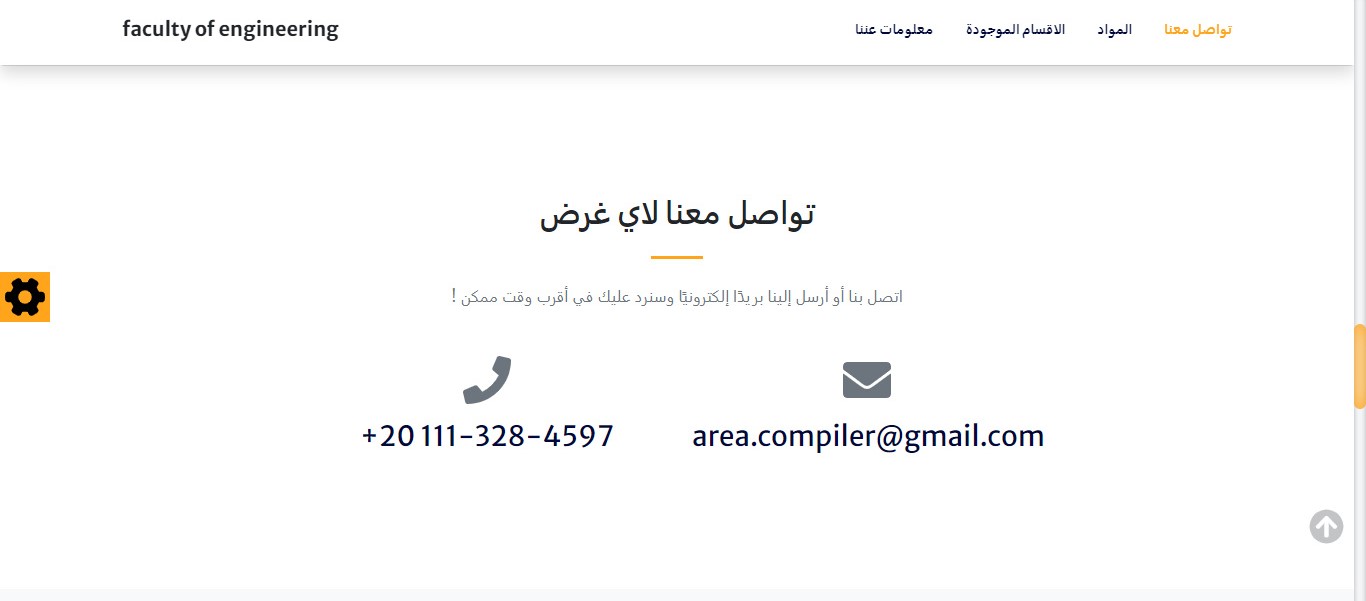 faculty of engineering
تواصل معنا
المواد
الاقسام الموجودة
معلومات عننا
تواصل معنا لاي غرض
اتصل بنا أو أرسل إلينا بريدًا إلكترونيًا وسنرد عليك في أقرب وقت ممكن !
area.compiler@gmail.com
+20 111-328-4597